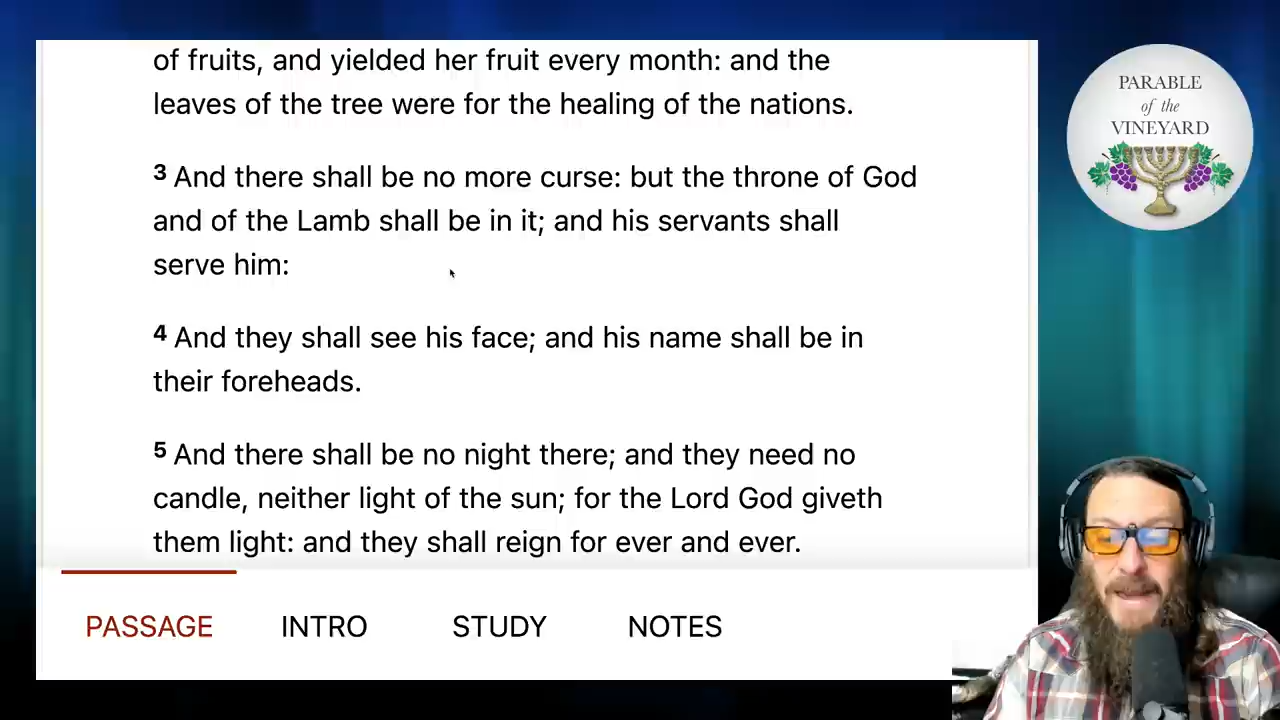 of fruits, and yielded her fruit every month: and the
leaves of the tree were for the healing of the nations.
3 And there shall be no more curse: but the throne of God
and of the Lamb shall be in it; and his servants shall
serve him:
4 And they shall see his face; and his name shall be in
their foreheads.
5 And there shall be no night there; and they need no
candle, neither light of the sun; for the Lord God giveth
them light: and they shall reign for ever and ever.
PASSAGE INTRO STUDY NOTES
PARABLE
of the
VINEYARD